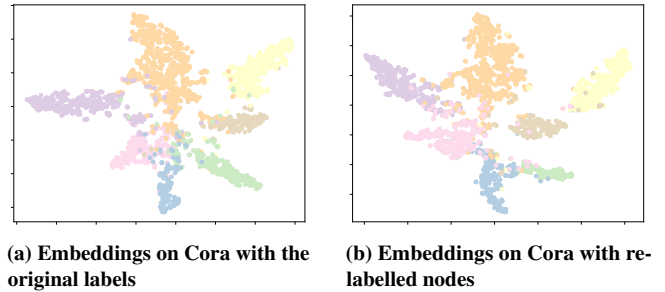 (a) Embeddings on Cora with the
original labels
(b) Embeddings on Cora with re-
labelled nodes